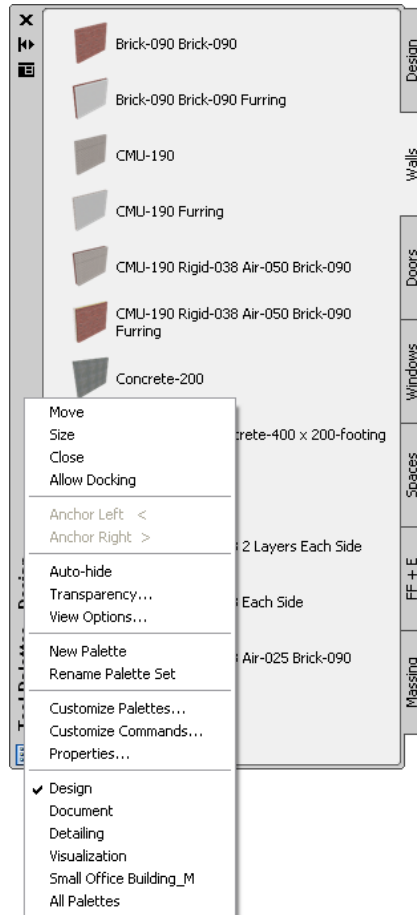 Brick-090 Brick-090
Brick-090 Brick-090 Furring
CMU-190
CMU-190 Furring
CMU-190 Rigid-038 Air-050 Brick-090
CMU-190 Rigid-038 Air-050 Brick-090
Furring
Concrete-200
crete-400 x 200-footing
2 Layers Each Side
Each Side
Air-025 Brick-090
Move
Size
Close
Allow Docking
Anchor Left <
Anchor Right >
Auto-hide
Transparency...
View Options...
New Palette
Rename Palette Set
Customize Palettes...
Customize Commands...
Properties...
Design
Document
Detailing
Visualization
Small Office Building_M
All Palettes
Design
Walls
Doors
Windows
Spaces
FF + E
Massing